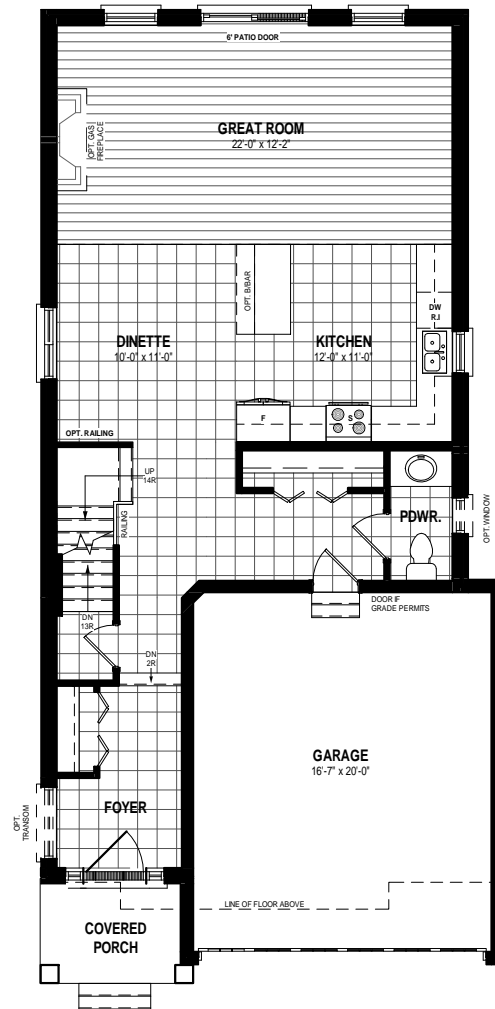 6' PATIO DOOR
GREAT ROOM
22'-0" x 12'-2"
OPT. GAS
FIREPLACE
OPT. B/BAR
DW
R.I
DINETTE
10'-0" x 11'-0"
KITCHEN
12'-0" x 11'-0"
F
S
OPT. RAILING
UP
14R
RAILING
PDWR.
OPT. WINDOW
DN
13R
DOOR IF
GRADE PERMITS
DN
2R
GARAGE
16'-7" x 20'-0"
FOYER
OPT.
TRANSOM
LINE OF FLOOR ABOVE
COVERED
PORCH